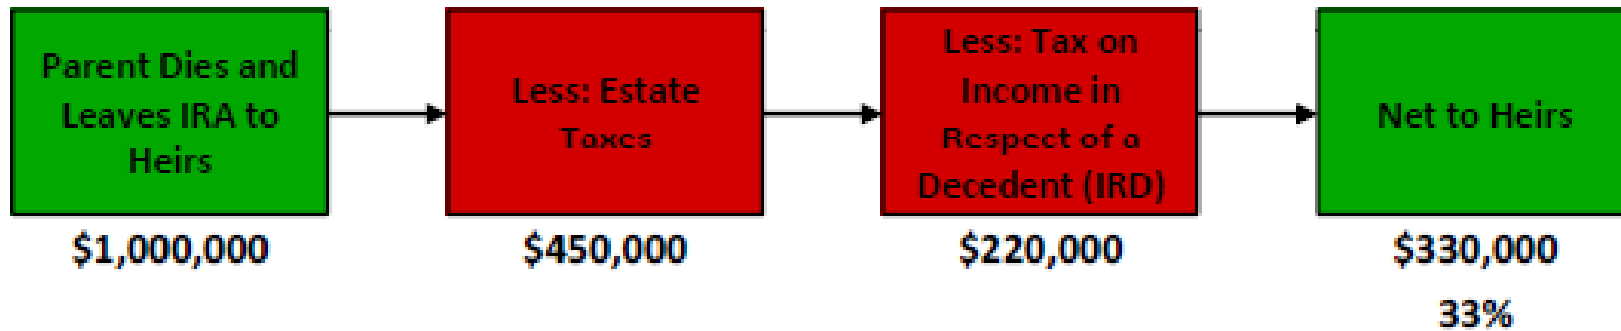 Parent Dies and
Leaves IRA to
Heirs
$1,000,000
Less: Estate
Taxes
$450,000
Less: Tax on
Income in
Respect of a
Decedent (IRD)
$220,000
Net to Heirs
$330,000
33%